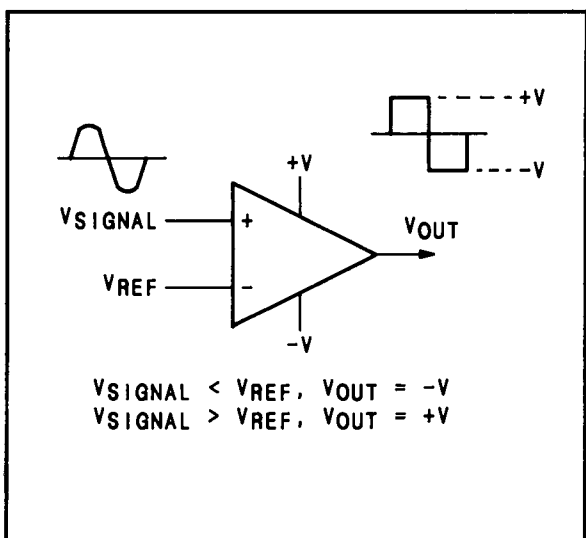 +V
-V
+V
VSIGNAL
+
VOUT
VREF
-
-V
VSIGNAL < VREF, VOUT = -V
VSIGNAL > VREF, VOUT = +V